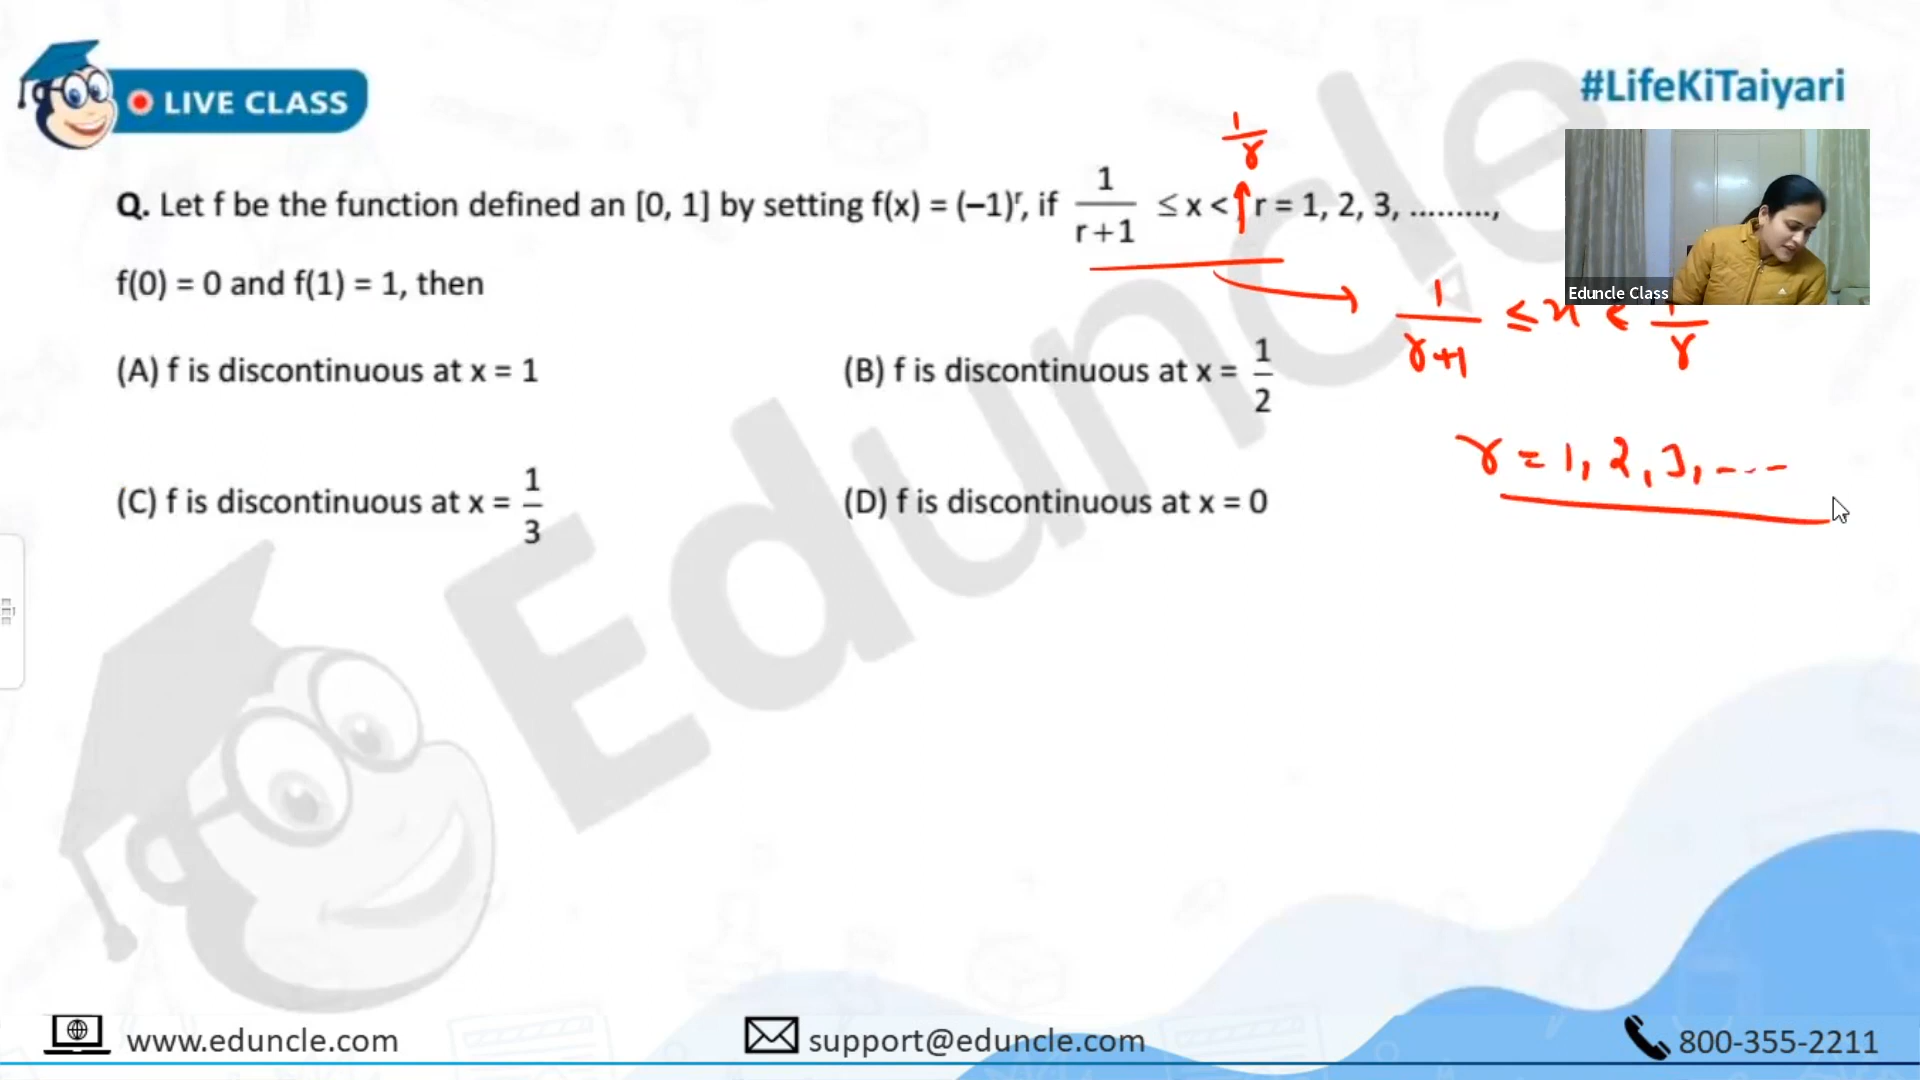 LIVE CLASS
#LifeKiTaiyari
1/r
Q. Let f be the function defined an [0, 1] by setting f(x) = (−1)^r, if 1/(r+1) ≤ x < r = 1, 2, 3, .........,
Eduncle Class
f(0) = 0 and f(1) = 1, then
1/(r+1) ≤ x < 1/r
(A) f is discontinuous at x = 1
(B) f is discontinuous at x = 1/2
r = 1, 2, 3, ---
(C) f is discontinuous at x = 1/3
(D) f is discontinuous at x = 0
Eduncle
www.eduncle.com
support@eduncle.com
800-355-2211